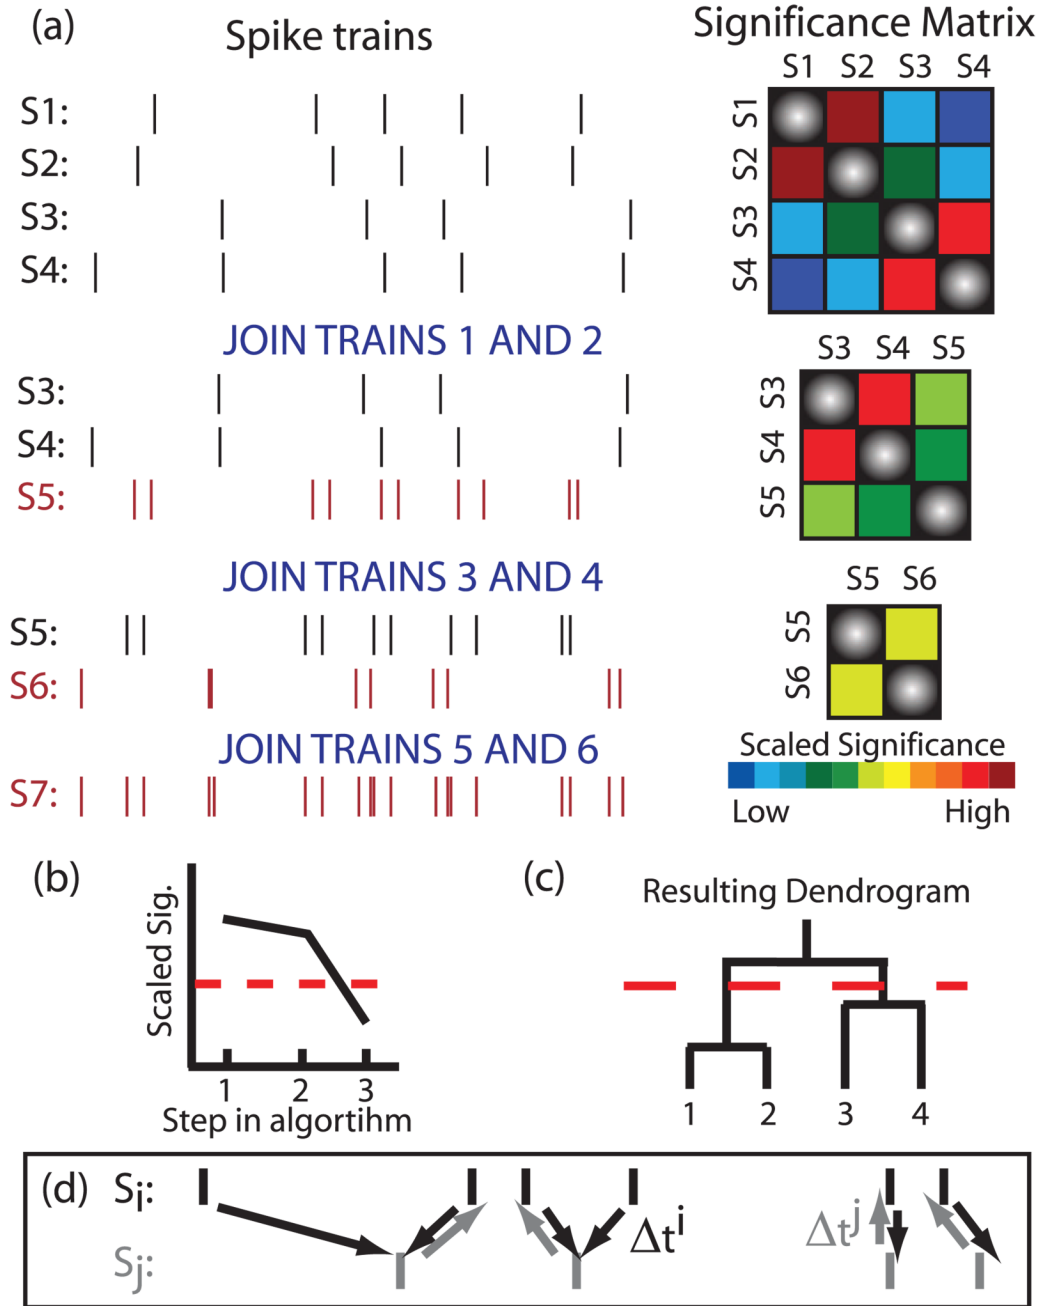 (a)
Spike trains
Significance Matrix
S1 S2 S3 S4
S1:
S2:
S3:
S4:
S1
S2
S3
S4
JOIN TRAINS 1 AND 2
S3 S4 S5
S3:
S4:
S5:
S3
S4
S5
JOIN TRAINS 3 AND 4
S5 S6
S5:
S6:
S5
S6
JOIN TRAINS 5 AND 6
S7:
Scaled Significance
Low High
(b)
Scaled Sig.
1 2 3
Step in algortihm
(c)
Resulting Dendrogram
1 2 3 4
(d)
Si:
Sj:
Δti
Δtj